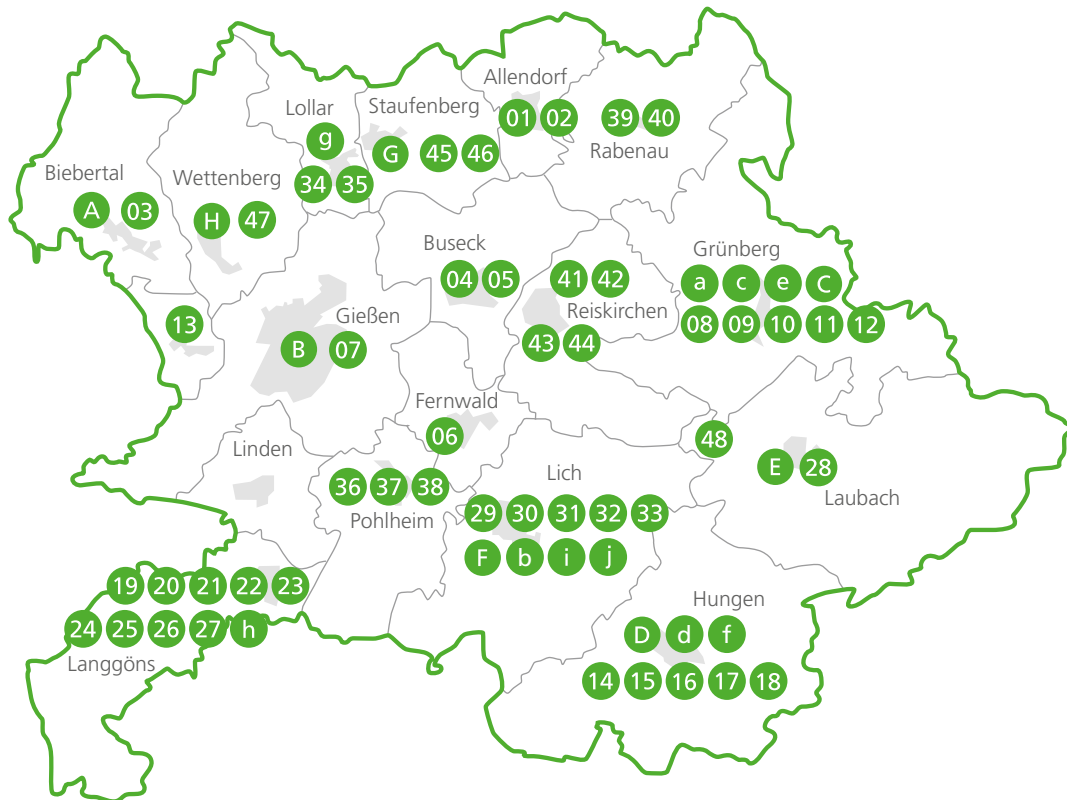 Allendorf
01 02
Lollar
g
34 35
Staufenberg
G 45 46
39 40
Rabenau
Biebertal
A 03
Wettenberg
H 47
Buseck
04 05
41 42
Reiskirchen
43 44
Grünberg
a c e C
08 09 10 11 12
13
Gießen
B 07
Fernwald
06
Linden
36 37 38
Pohlheim
Lich
29 30 31 32 33
F b i j
48
E 28
Laubach
19 20 21 22 23
24 25 26 27 h
Langgöns
Hungen
D d f
14 15 16 17 18